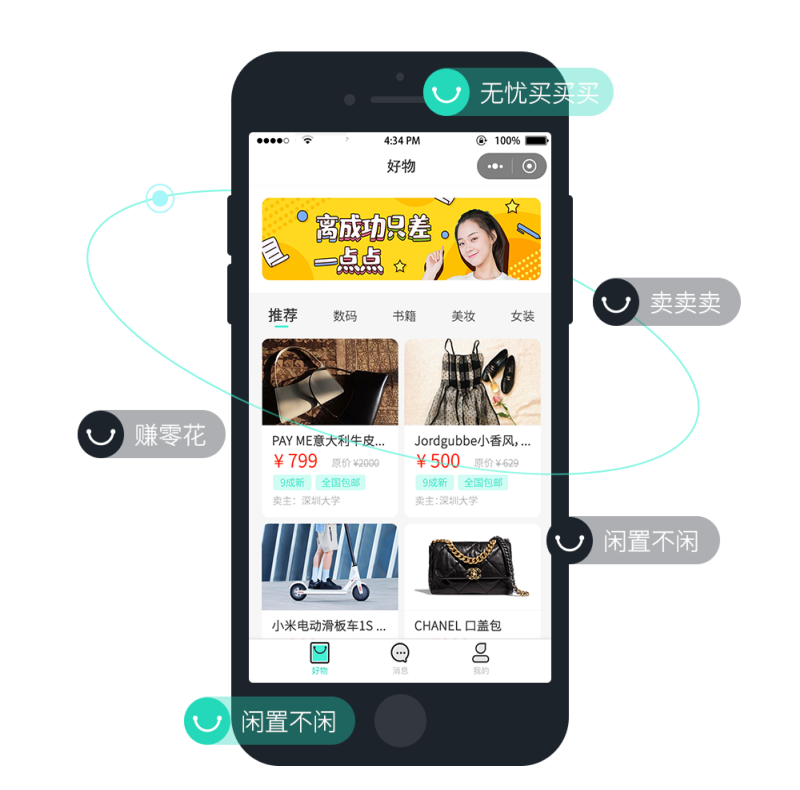 无忧买买买
4:34 PM
100%
好物
离成功只差
一点点
推荐 数码 书籍 美妆 女装
卖卖卖
赚零花
PAY ME意大利牛皮...
¥799 原价 ¥2000
9成新 全国包邮
卖主：深圳大学
Jordgubbe小香风，...
¥500 原价 ¥629
9成新 全国包邮
卖主：深圳大学
闲置不闲
小米电动滑板车1S ...
CHANEL 口盖包
好物 消息 我的
闲置不闲